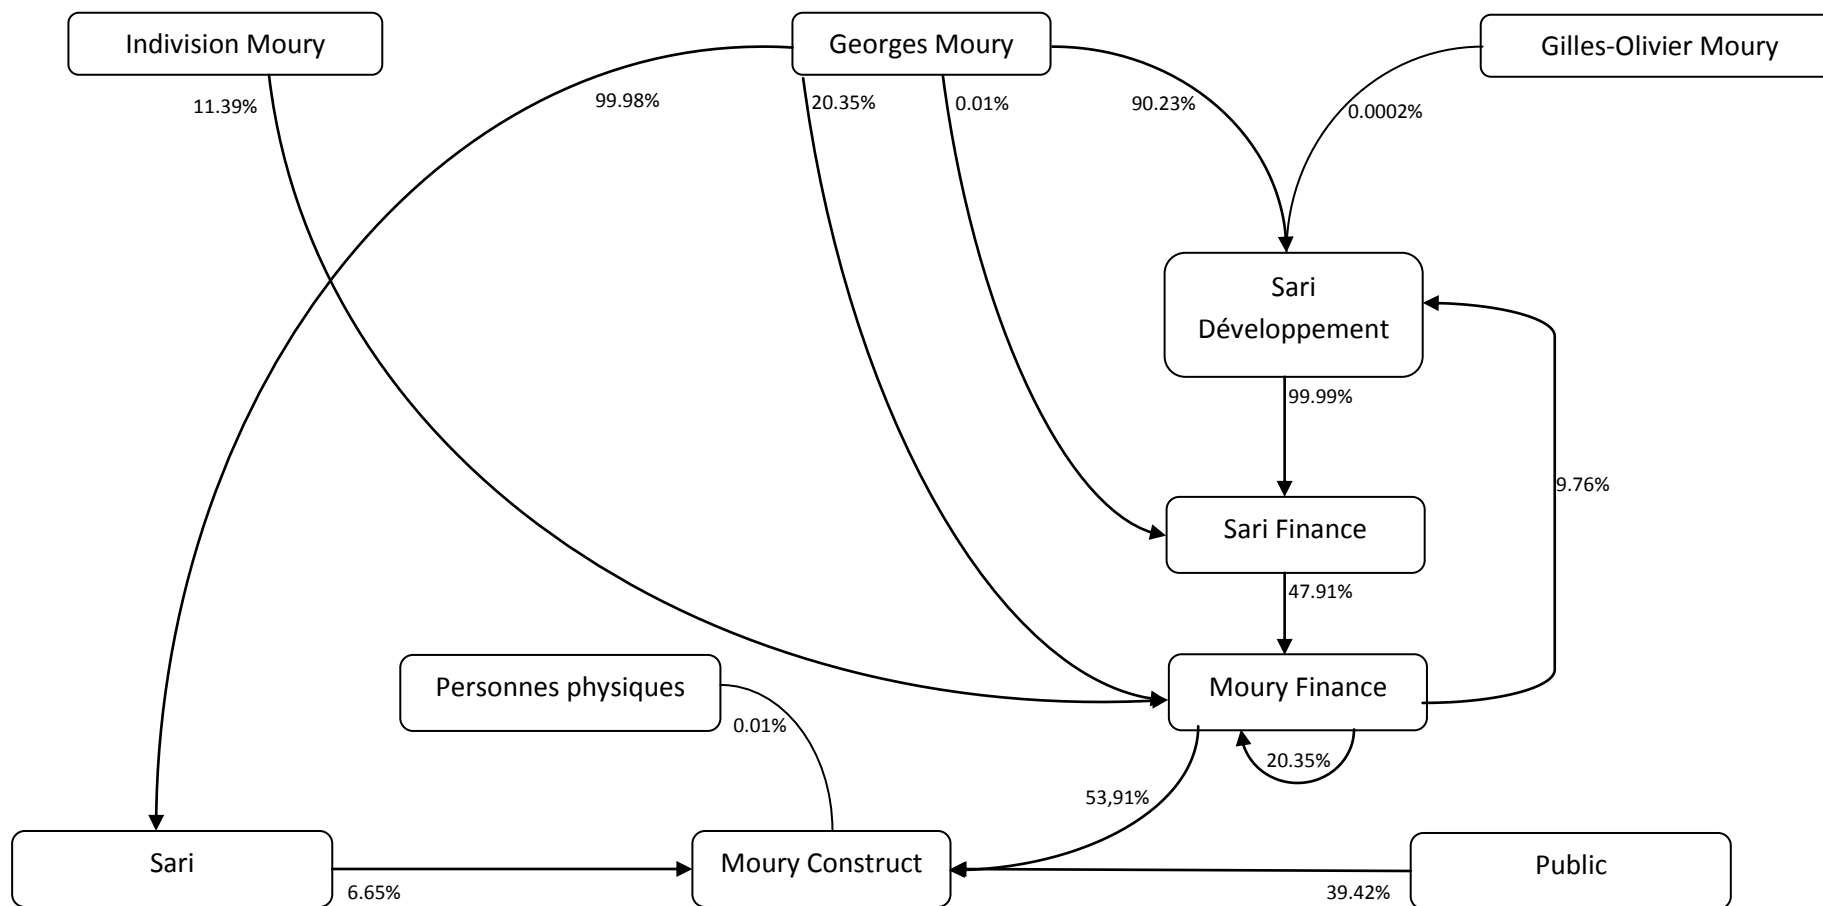 Indivision Moury
Georges Moury
Gilles-Olivier Moury
11.39%
99.98%
20.35%
0.01%
90.23%
0.0002%
Sari
Développement
99.99%
9.76%
Sari Finance
47.91%
Personnes physiques
Moury Finance
0.01%
20.35%
53,91%
Sari
Moury Construct
Public
6.65%
39.42%